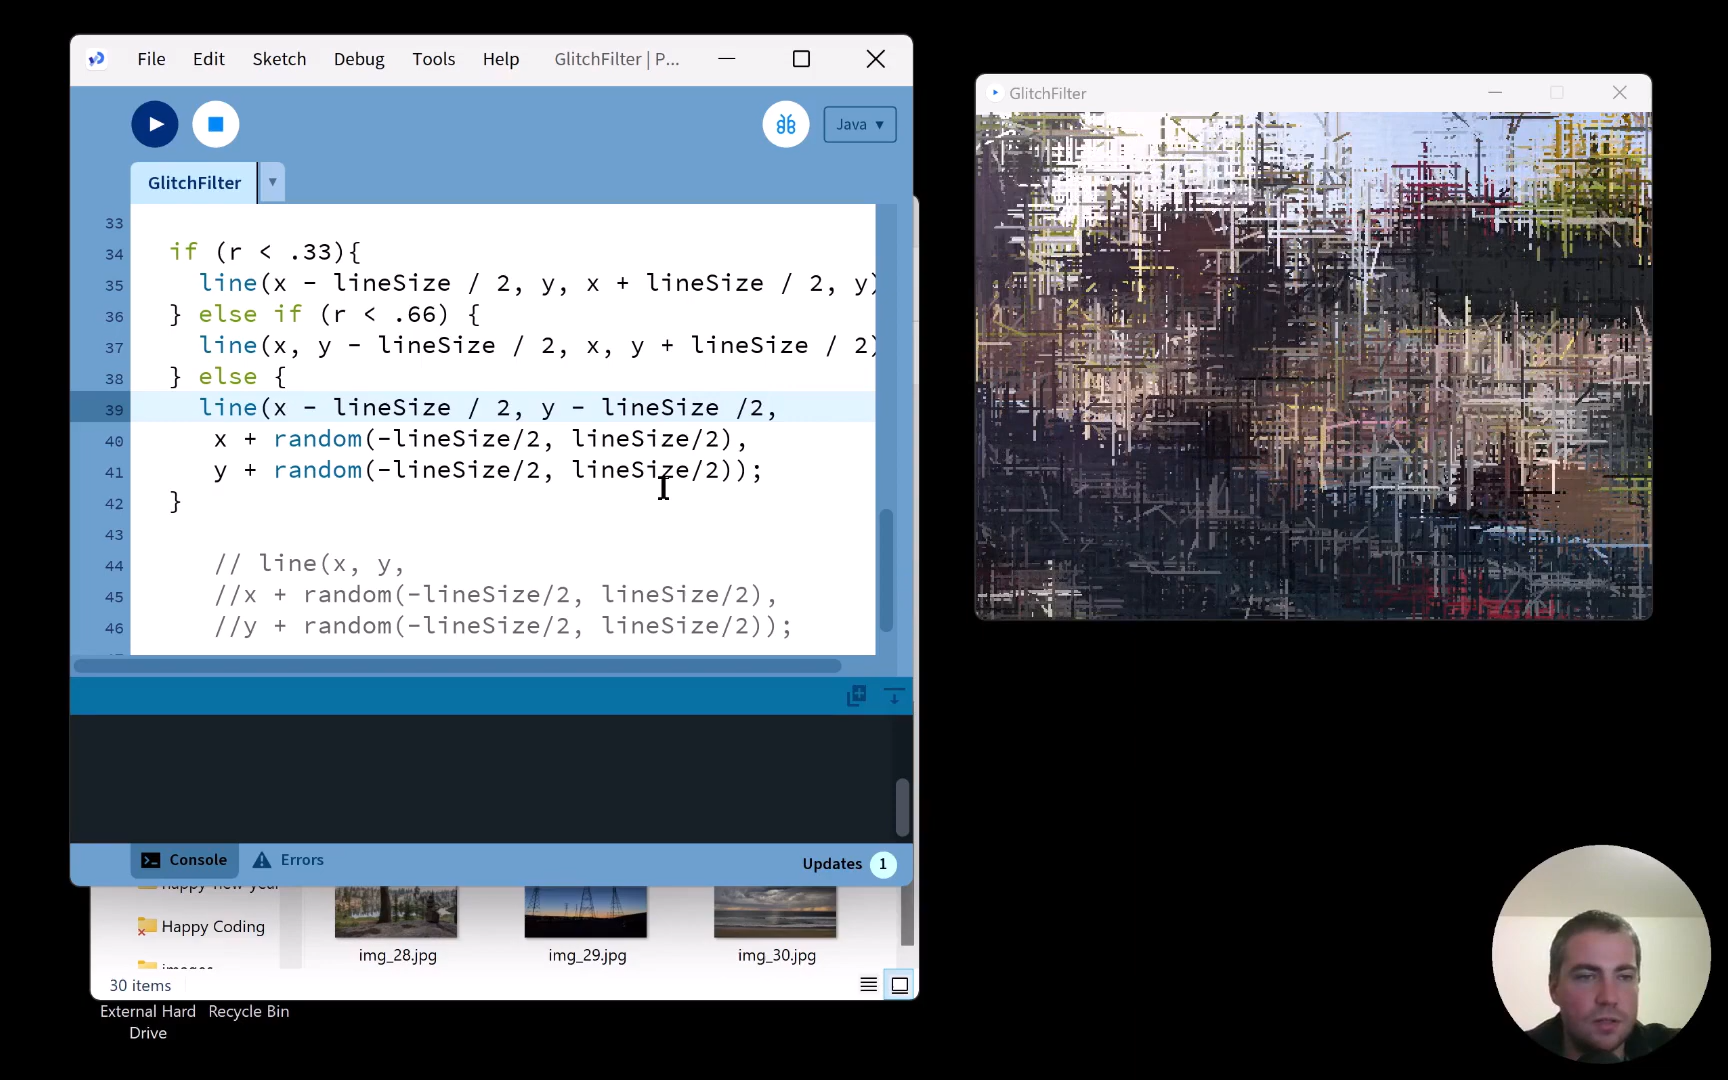 File Edit Sketch Debug Tools Help GlitchFilter | P...
Java ▾
GlitchFilter ▾
33
34 if (r < .33){
35 line(x - lineSize / 2, y, x + lineSize / 2, y)
36 } else if (r < .66) {
37 line(x, y - lineSize / 2, x, y + lineSize / 2)
38 } else {
39 line(x - lineSize / 2, y - lineSize /2,
40 x + random(-lineSize/2, lineSize/2),
41 y + random(-lineSize/2, lineSize/2));
42 }
43
44 // line(x, y,
45 //x + random(-lineSize/2, lineSize/2),
46 //y + random(-lineSize/2, lineSize/2));
Console Errors Updates 1
happy-new-year
Happy Coding
images
img_28.jpg img_29.jpg img_30.jpg
30 items
External Hard Drive
Recycle Bin
GlitchFilter